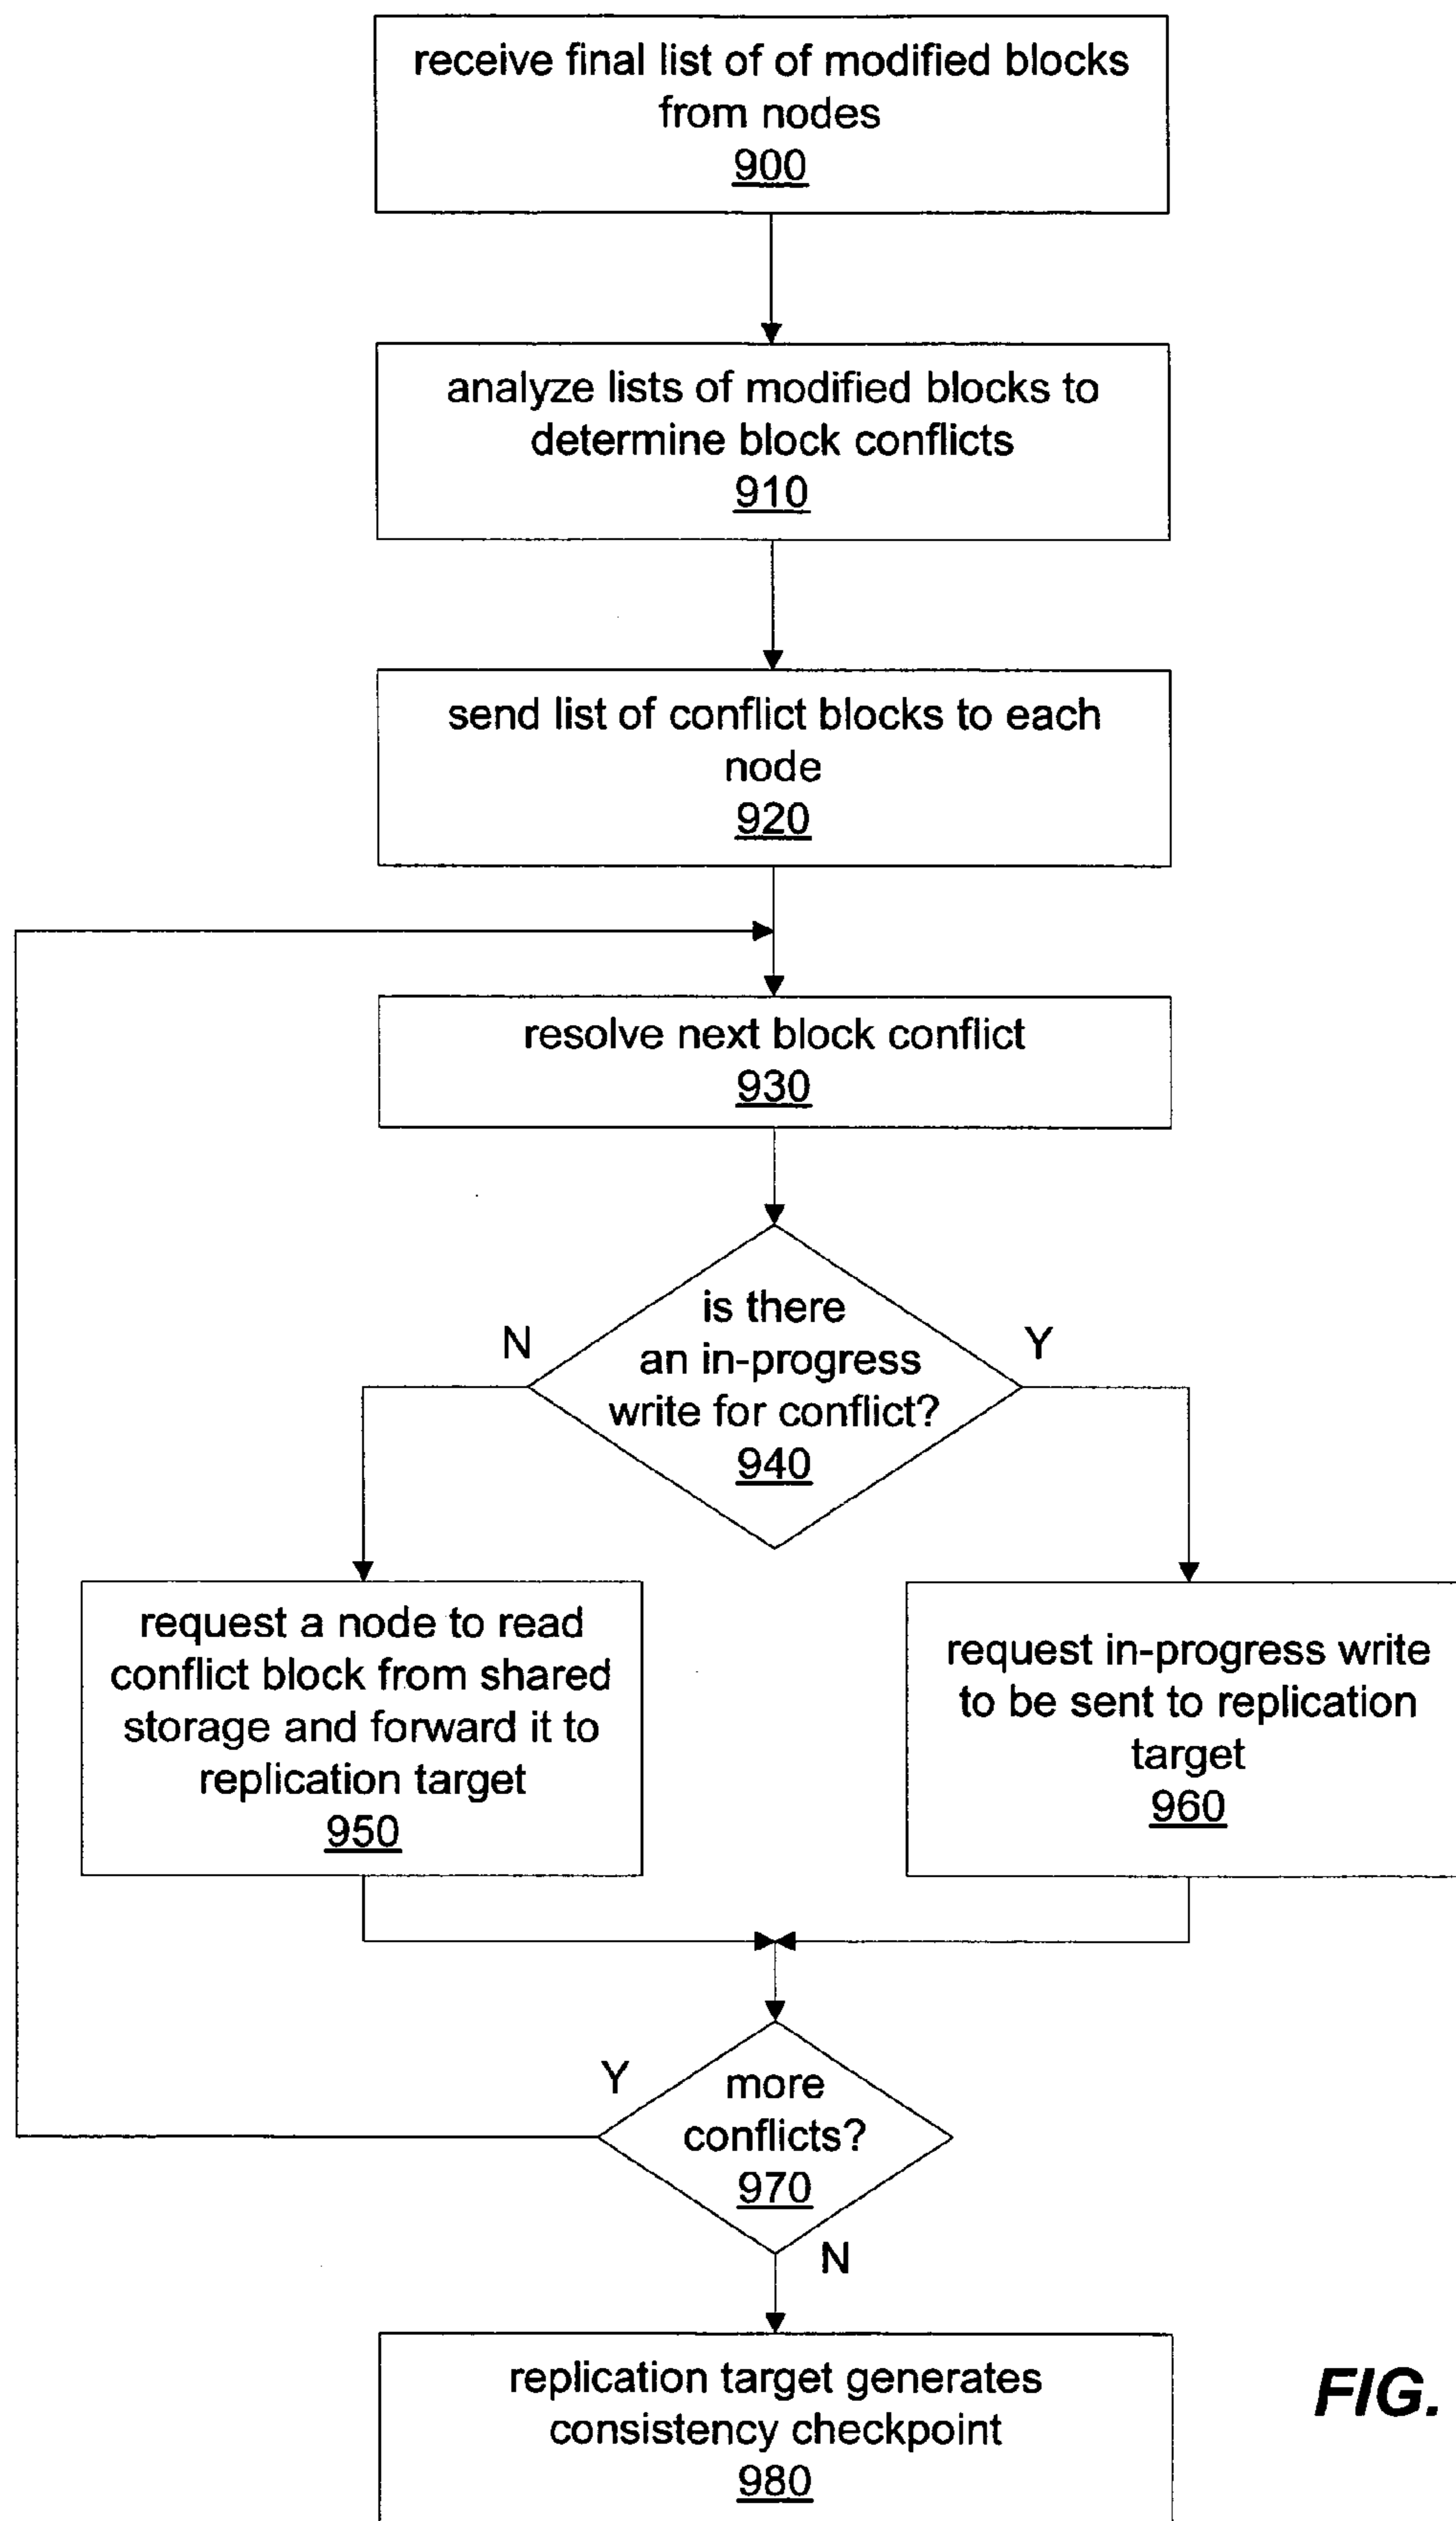 receive final list of of modified blocks
from nodes
900
analyze lists of modified blocks to
determine block conflicts
910
send list of conflict blocks to each
node
920
resolve next block conflict
930
is there
an in-progress
write for conflict?
940
N
Y
request a node to read
conflict block from shared
storage and forward it to
replication target
950
request in-progress write
to be sent to replication
target
960
Y
more
conflicts?
970
N
replication target generates
consistency checkpoint
980
FIG.